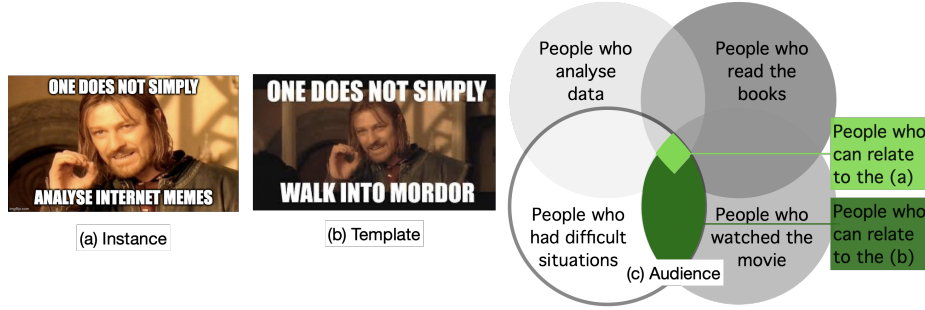 ONE DOES NOT SIMPLY
ANALYSE INTERNET MEMES
imgflip.com
(a) Instance
ONE DOES NOT SIMPLY
WALK INTO MORDOR
(b) Template
People who
analyse
data
People who
read the
books
People who
had difficult
situations
People who
watched the
movie
(c) Audience
People who
can relate
to the (a)
People who
can relate
to the (b)